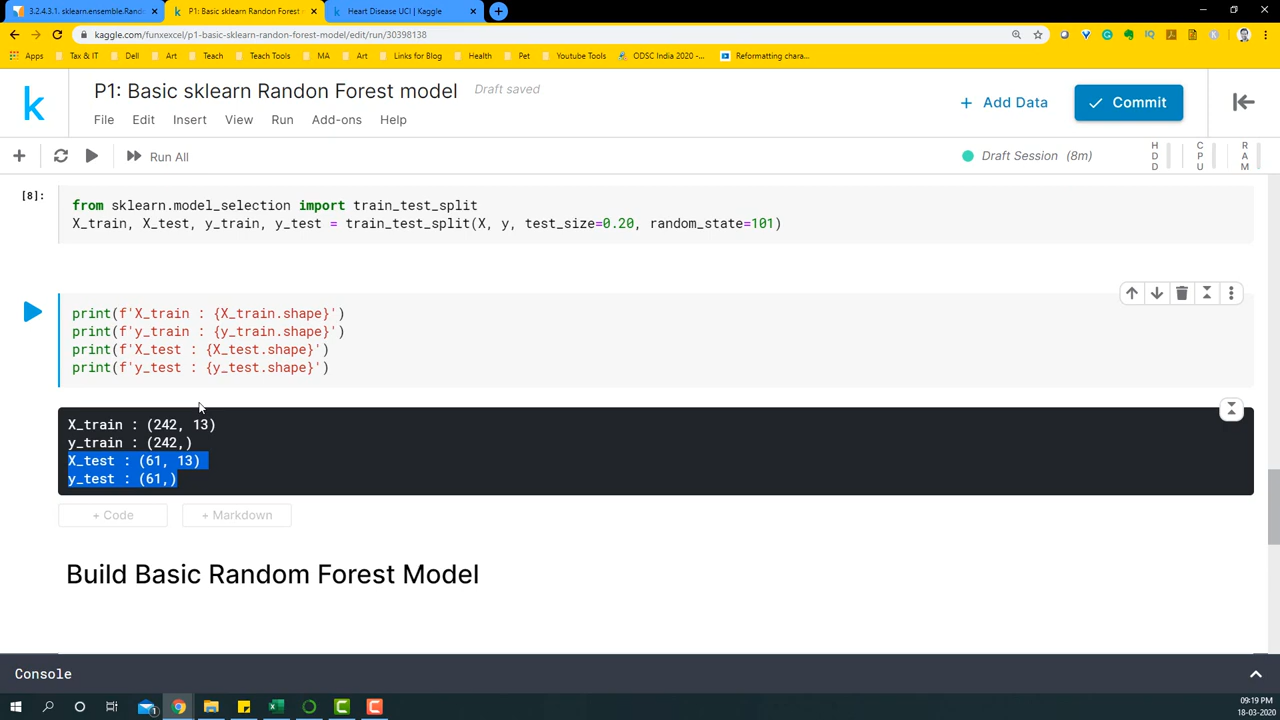 3.2.4.3.1. sklearn.ensemble.Rand
P1: Basic sklearn Randon Forest
Heart Disease UCI | Kaggle
kaggle.com/funxexcel/p1-basic-sklearn-random-forest-model/edit/run/30398138
Apps
Tax & IT
Dell
Art
Teach
Teach Tools
MA
Art
Links for Blog
Health
Pet
Youtube Tools
ODSC India 2020 -...
Reformatting chara...
P1: Basic sklearn Randon Forest model
Draft saved
+ Add Data
Commit
File Edit Insert View Run Add-ons Help
Run All
Draft Session (8m)
HDD
CPU
RAM
[8]:
from sklearn.model_selection import train_test_split
X_train, X_test, y_train, y_test = train_test_split(X, y, test_size=0.20, random_state=101)
print(f'X_train : {X_train.shape}')
print(f'y_train : {y_train.shape}')
print(f'X_test : {X_test.shape}')
print(f'y_test : {y_test.shape}')
X_train : (242, 13)
y_train : (242,)
X_test : (61, 13)
y_test : (61,)
+ Code
+ Markdown
Build Basic Random Forest Model
Console
09:19 PM
18-03-2020